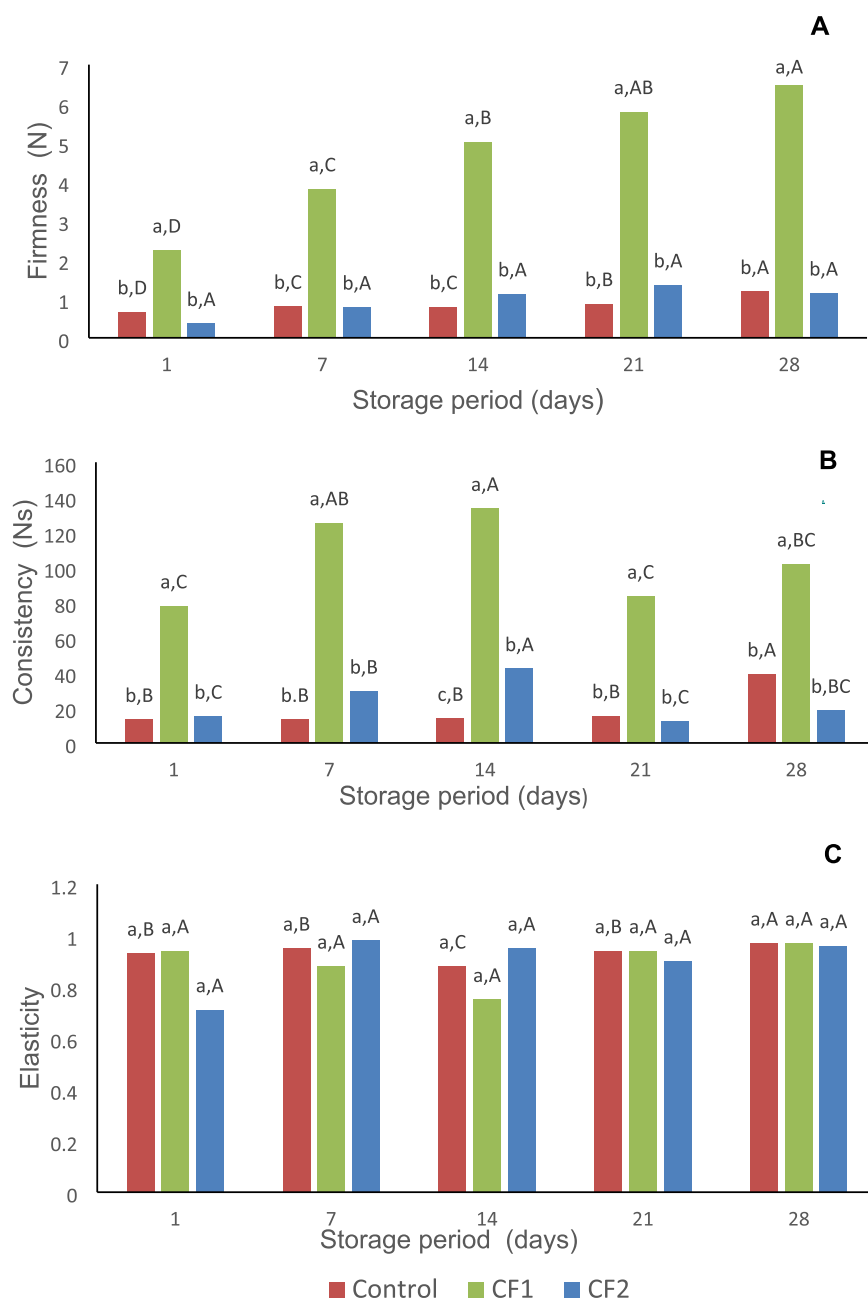 A
Firmness (N)
7
6
5
4
3
2
1
0
b,D a,D b,A b,C a,C b,A b,C a,B b,A b,B a,AB b,A b,A a,A b,A
1 7 14 21 28
Storage period (days)
B
Consistency (Ns)
160
140
120
100
80
60
40
20
0
b,B a,C b,C b.B a,AB b,B c,B a,A b,A b,B a,C b,C b,A a,BC b,BC
1 7 14 21 28
Storage period (days)
C
Elasticity
1.2
1
0.8
0.6
0.4
0.2
0
a,B a,A a,A a,B a,A a,A a,C a,A a,A a,B a,A a,A a,A a,A a,A
1 7 14 21 28
Storage period (days)
Control CF1 CF2